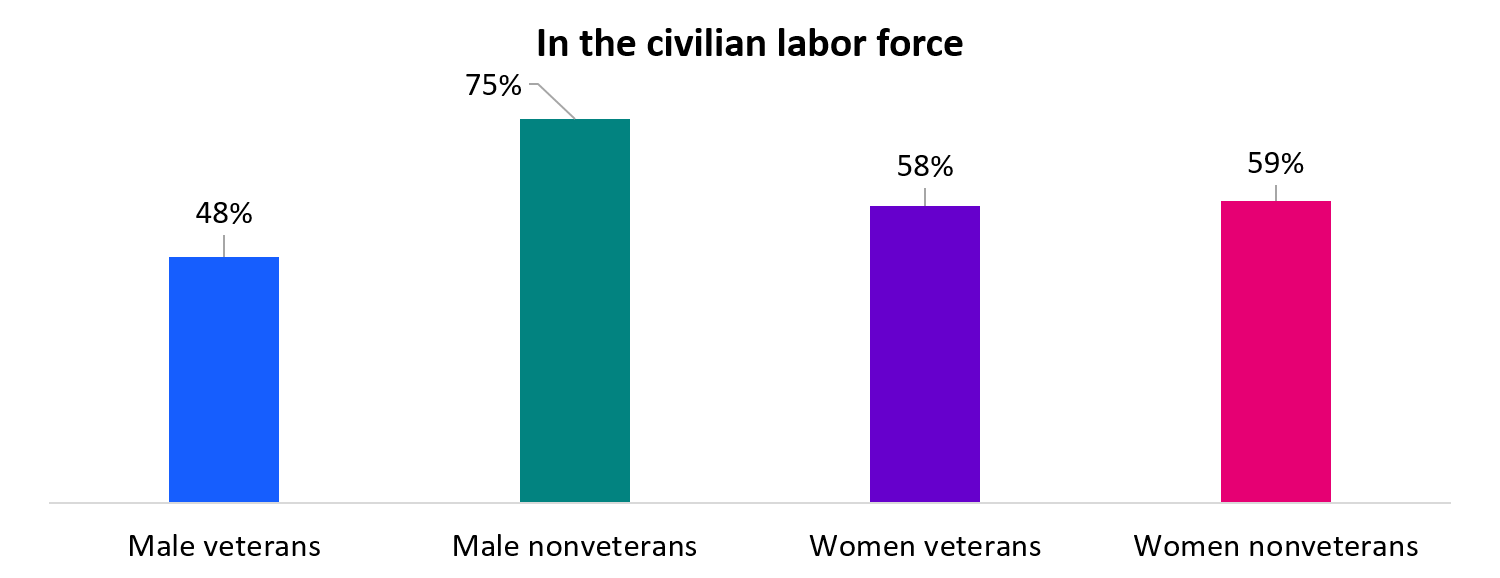 In the civilian labor force
75%
58%
59%
48%
Male veterans
Male nonveterans
Women veterans
Women nonveterans